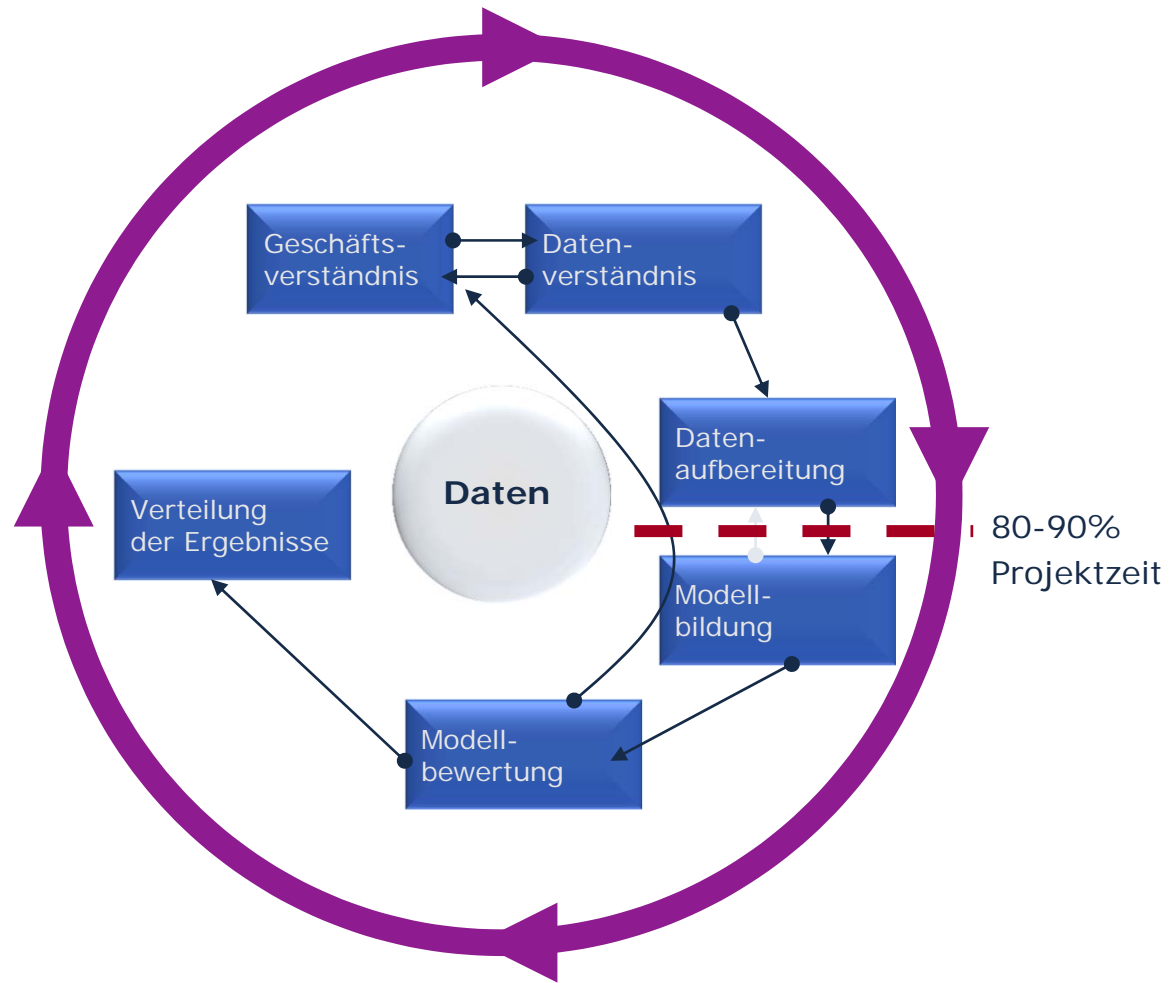 Geschäfts-
verständnis
Daten-
verständnis
Daten-
aufbereitung
Daten
Verteilung
der Ergebnisse
80-90%
Projektzeit
Modell-
bildung
Modell-
bewertung